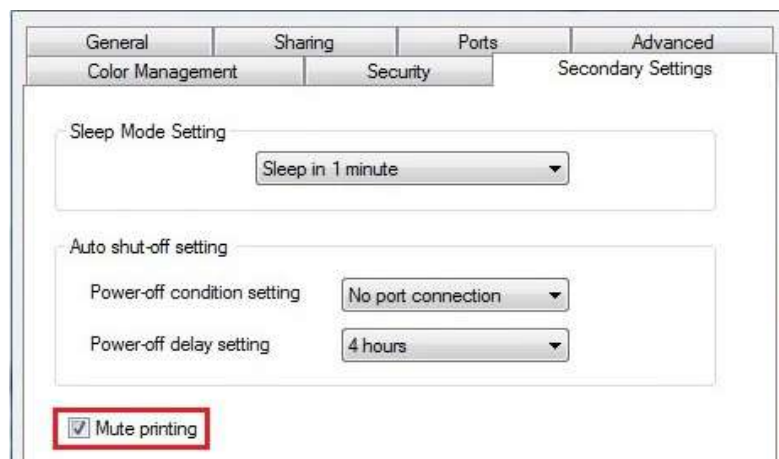 General Sharing Ports Advanced
Color Management Security Secondary Settings
Sleep Mode Setting
Sleep in 1 minute
Auto shut-off setting
Power-off condition setting No port connection
Power-off delay setting 4 hours
Mute printing